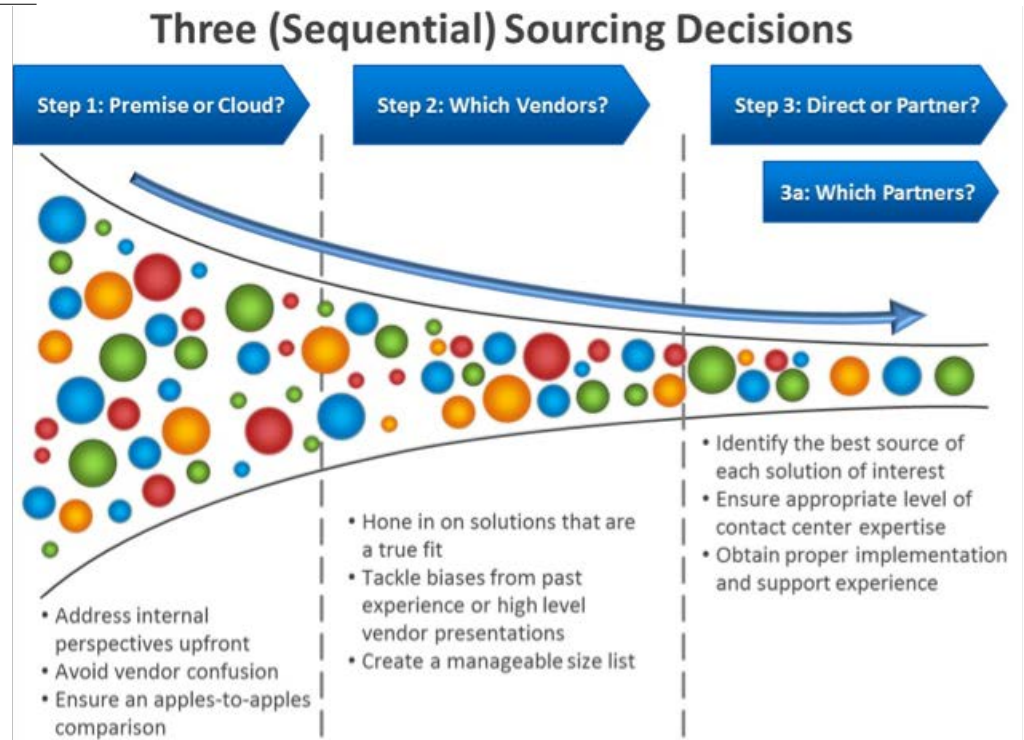 Three (Sequential) Sourcing Decisions
Step 1: Premise or Cloud?
Step 2: Which Vendors?
Step 3: Direct or Partner?
3a: Which Partners?
• Address internal
perspectives upfront
• Avoid vendor confusion
• Ensure an apples-to-apples
comparison
• Hone in on solutions that are
a true fit
• Tackle biases from past
experience or high level
vendor presentations
• Create a manageable size list
• Identify the best source of
each solution of interest
• Ensure appropriate level of
contact center expertise
• Obtain proper implementation
and support experience